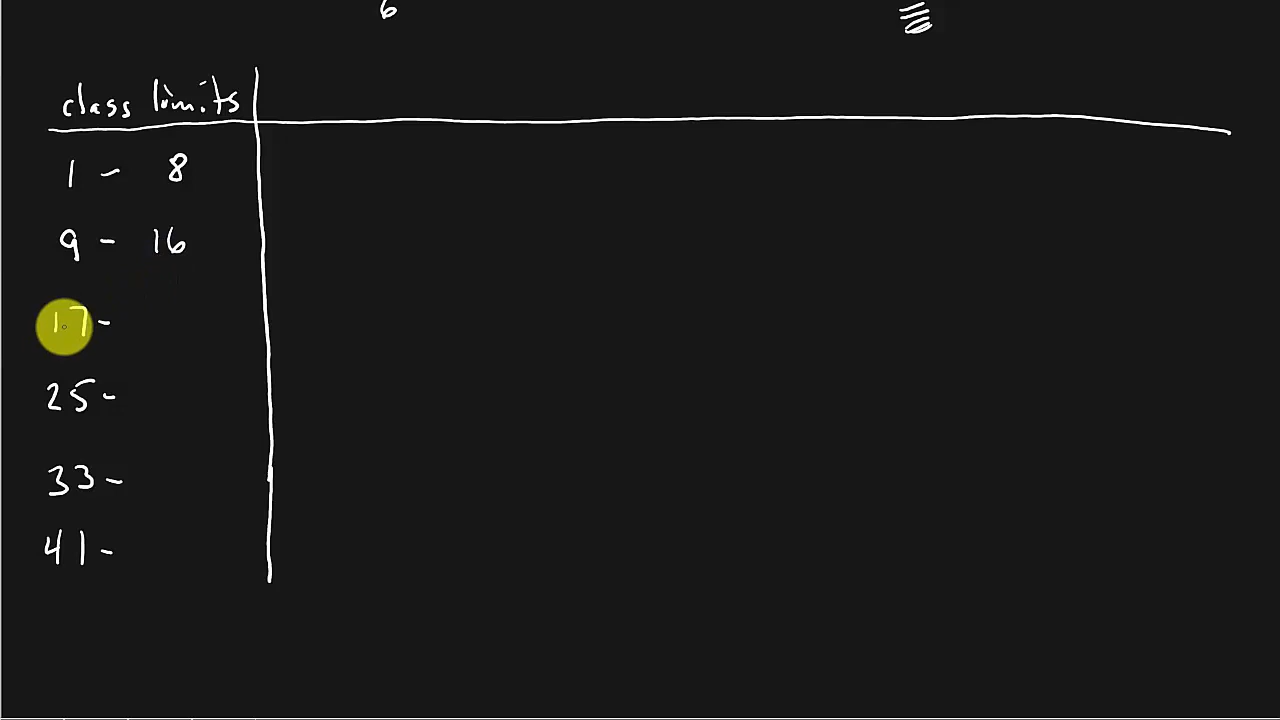 6
class limits
1 - 8
9 - 16
17 -
25 -
33 -
41 -